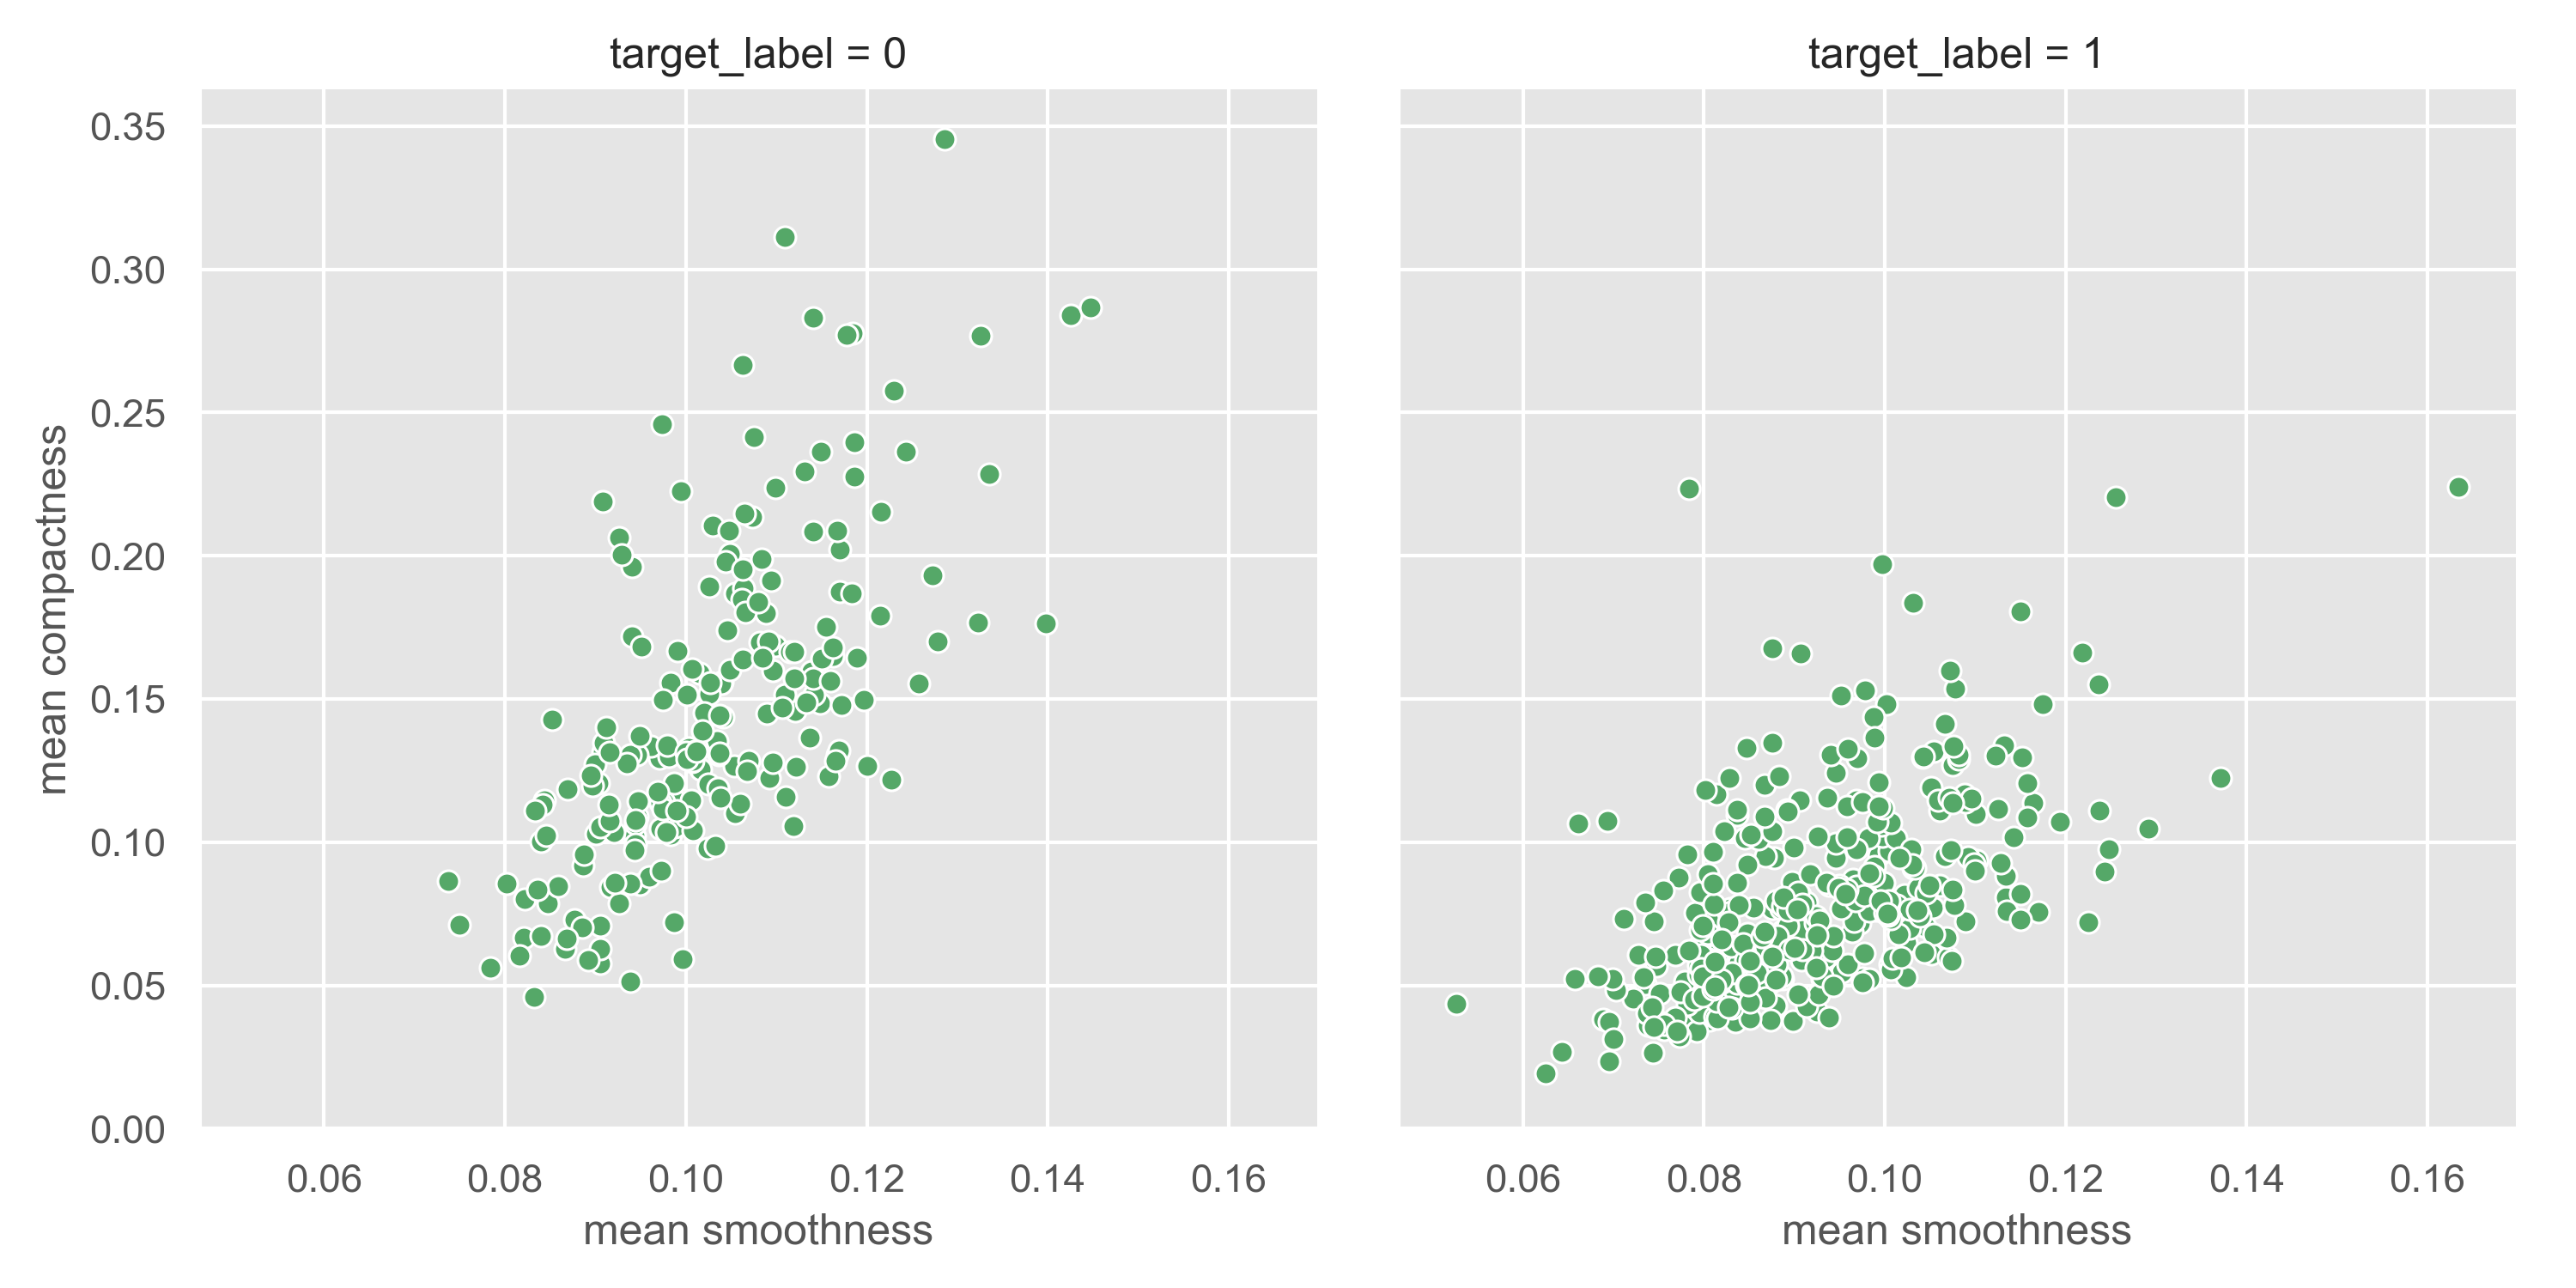 target_label = 0
target_label = 1
0.35
0.30
0.25
0.20
0.15
0.10
0.05
0.00
mean compactness
0.06 0.08 0.10 0.12 0.14 0.16
0.06 0.08 0.10 0.12 0.14 0.16
mean smoothness
mean smoothness